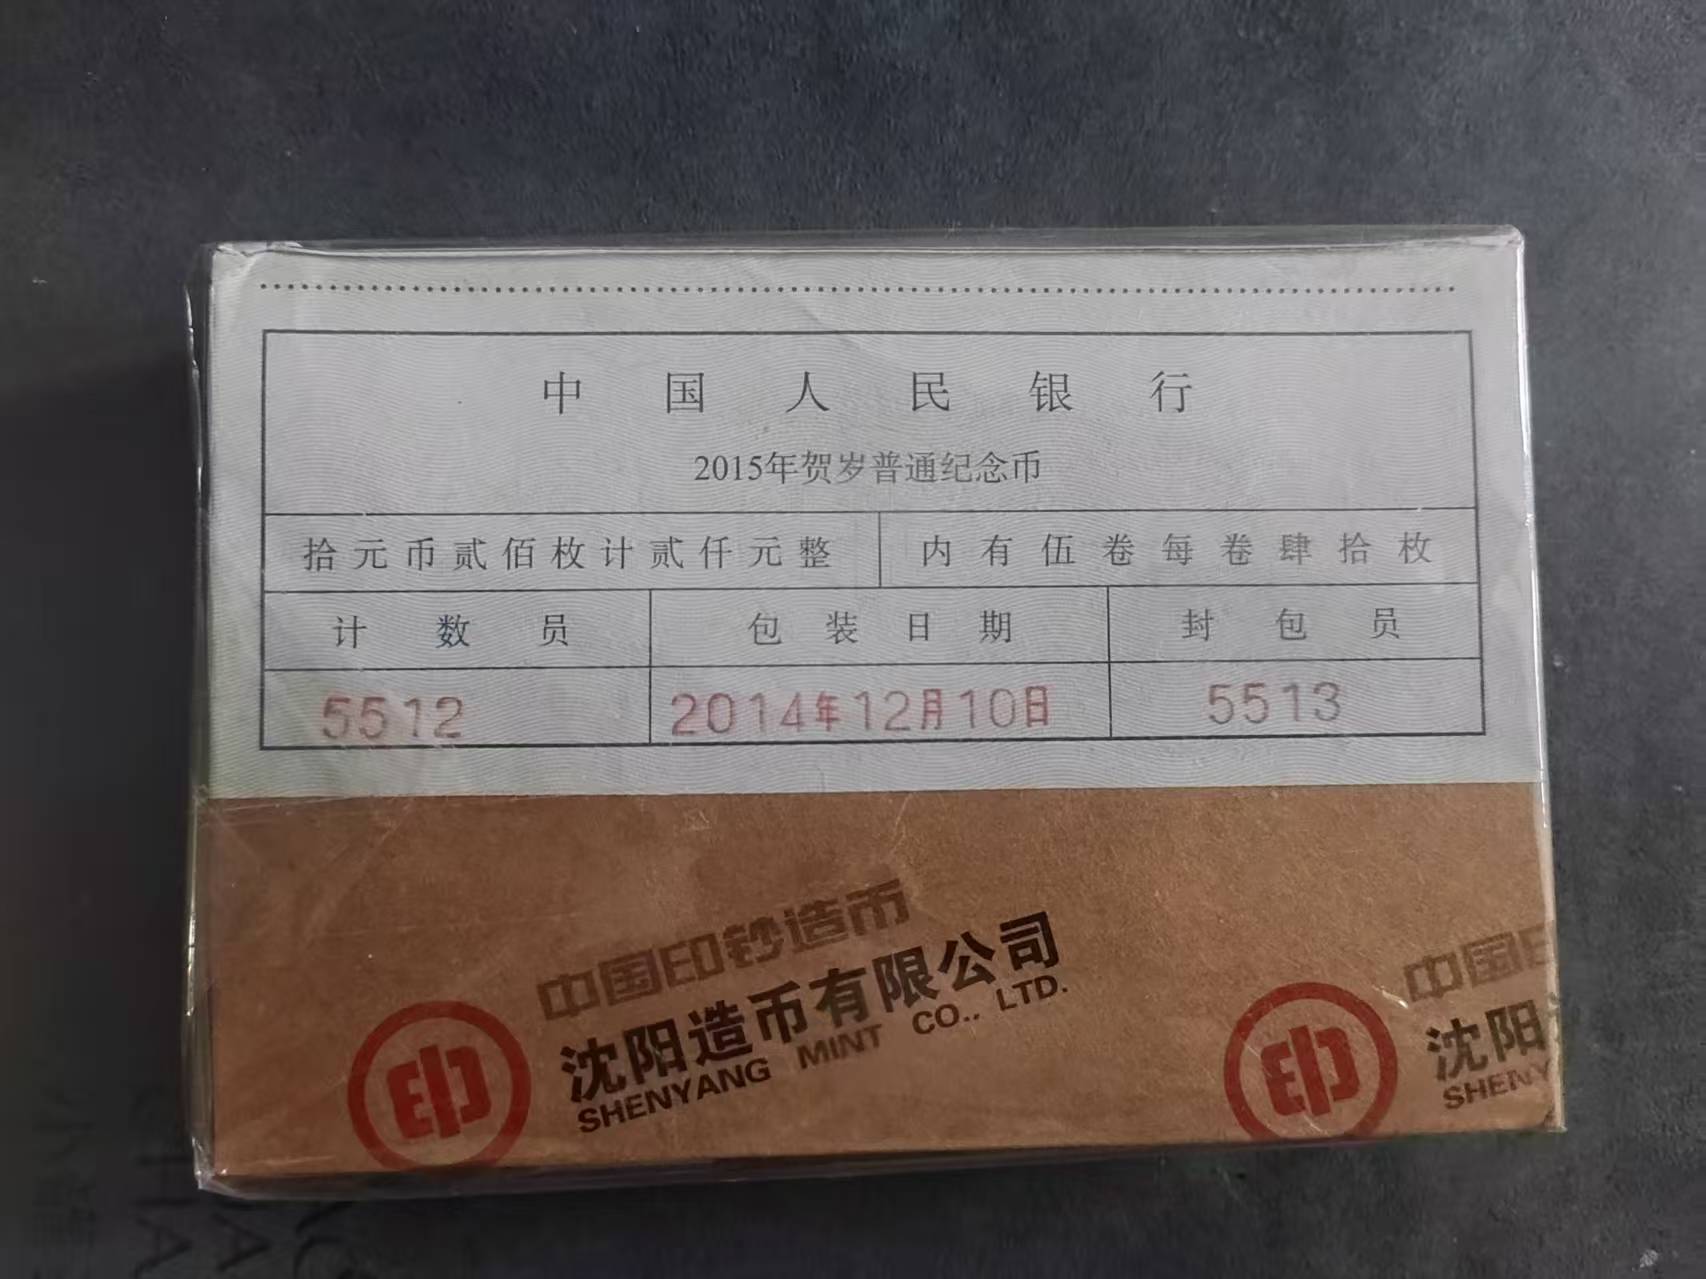 中国人民银行
2015年贺岁普通纪念币
拾元币贰佰枚计贰仟元整 内有伍卷每卷肆拾枚
计数员 包装日期 封包员
5512 2014年12月10日 5513
中国印钞造币
沈阳造币有限公司
SHENYANG MINT CO., LTD.
印
中国印
沈阳
SHENY
印